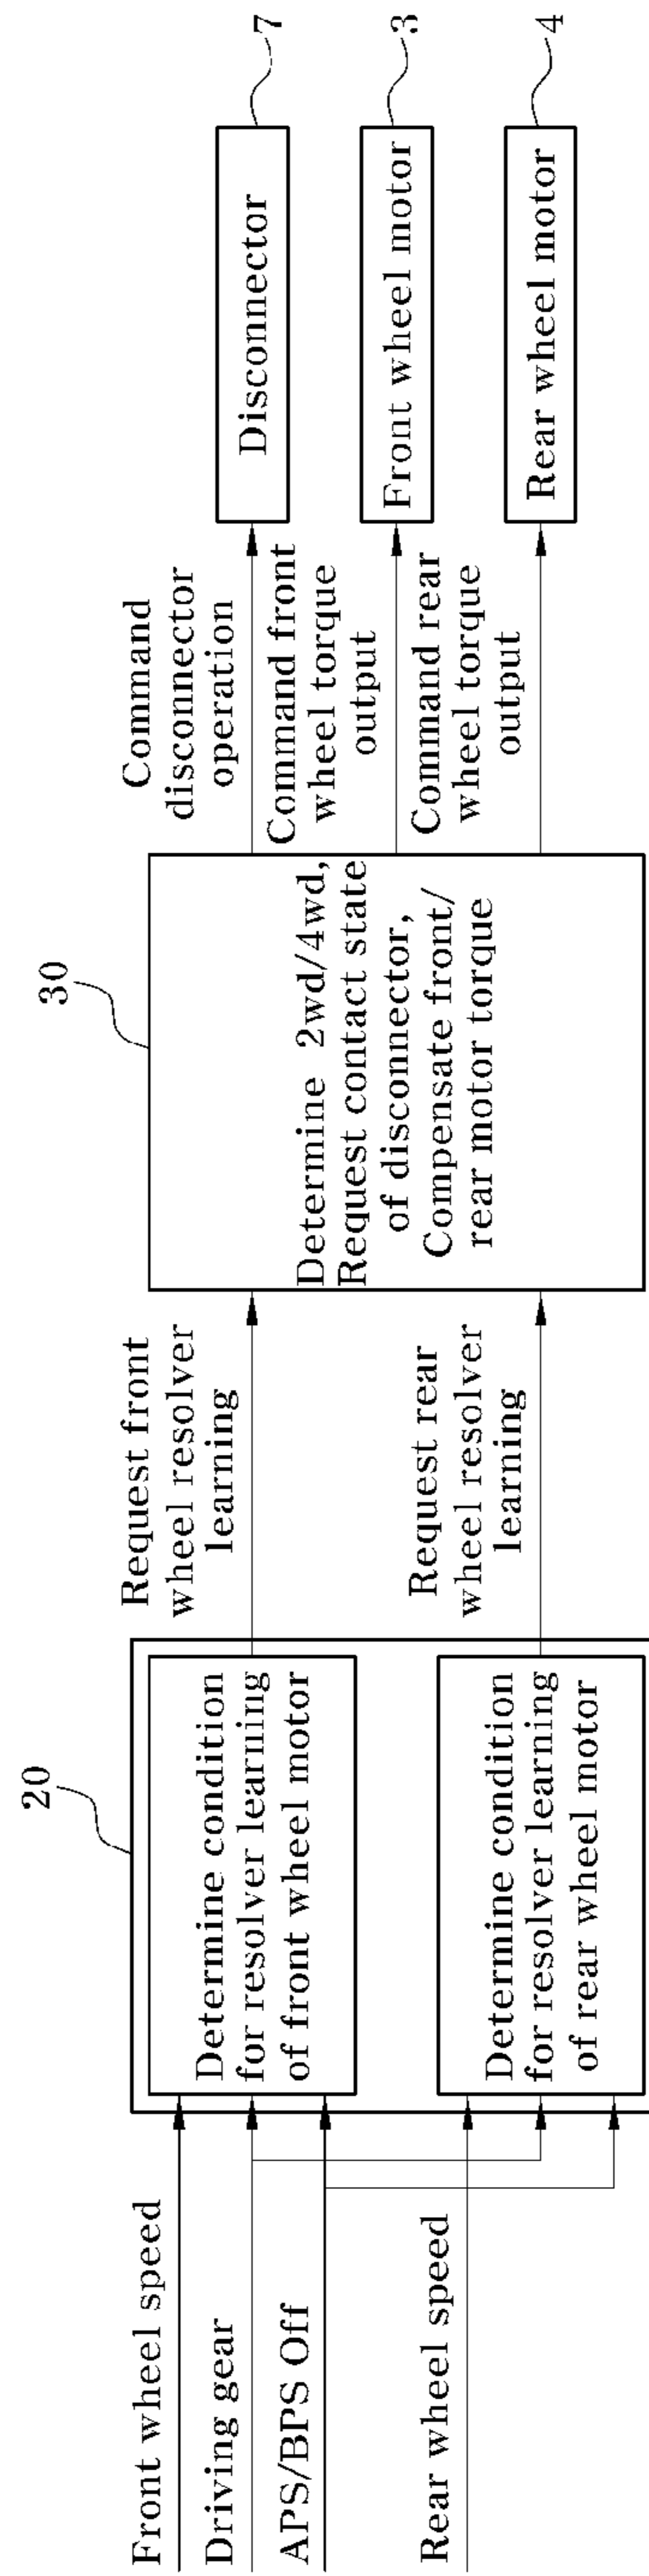 Front wheel speed
Driving gear
APS/BPS Off
Rear wheel speed
20
Determine condition
for resolver learning
of front wheel motor
Determine condition
for resolver learning
of rear wheel motor
Request front
wheel resolver
learning
Request rear
wheel resolver
learning
30
Determine 2wd/4wd,
Request contact state
of disconnector,
Compensate front/
rear motor torque
Command
disconnector
operation
Command front
wheel torque
output
Command rear
wheel torque
output
Disconnector
7
Front wheel motor
3
Rear wheel motor
4